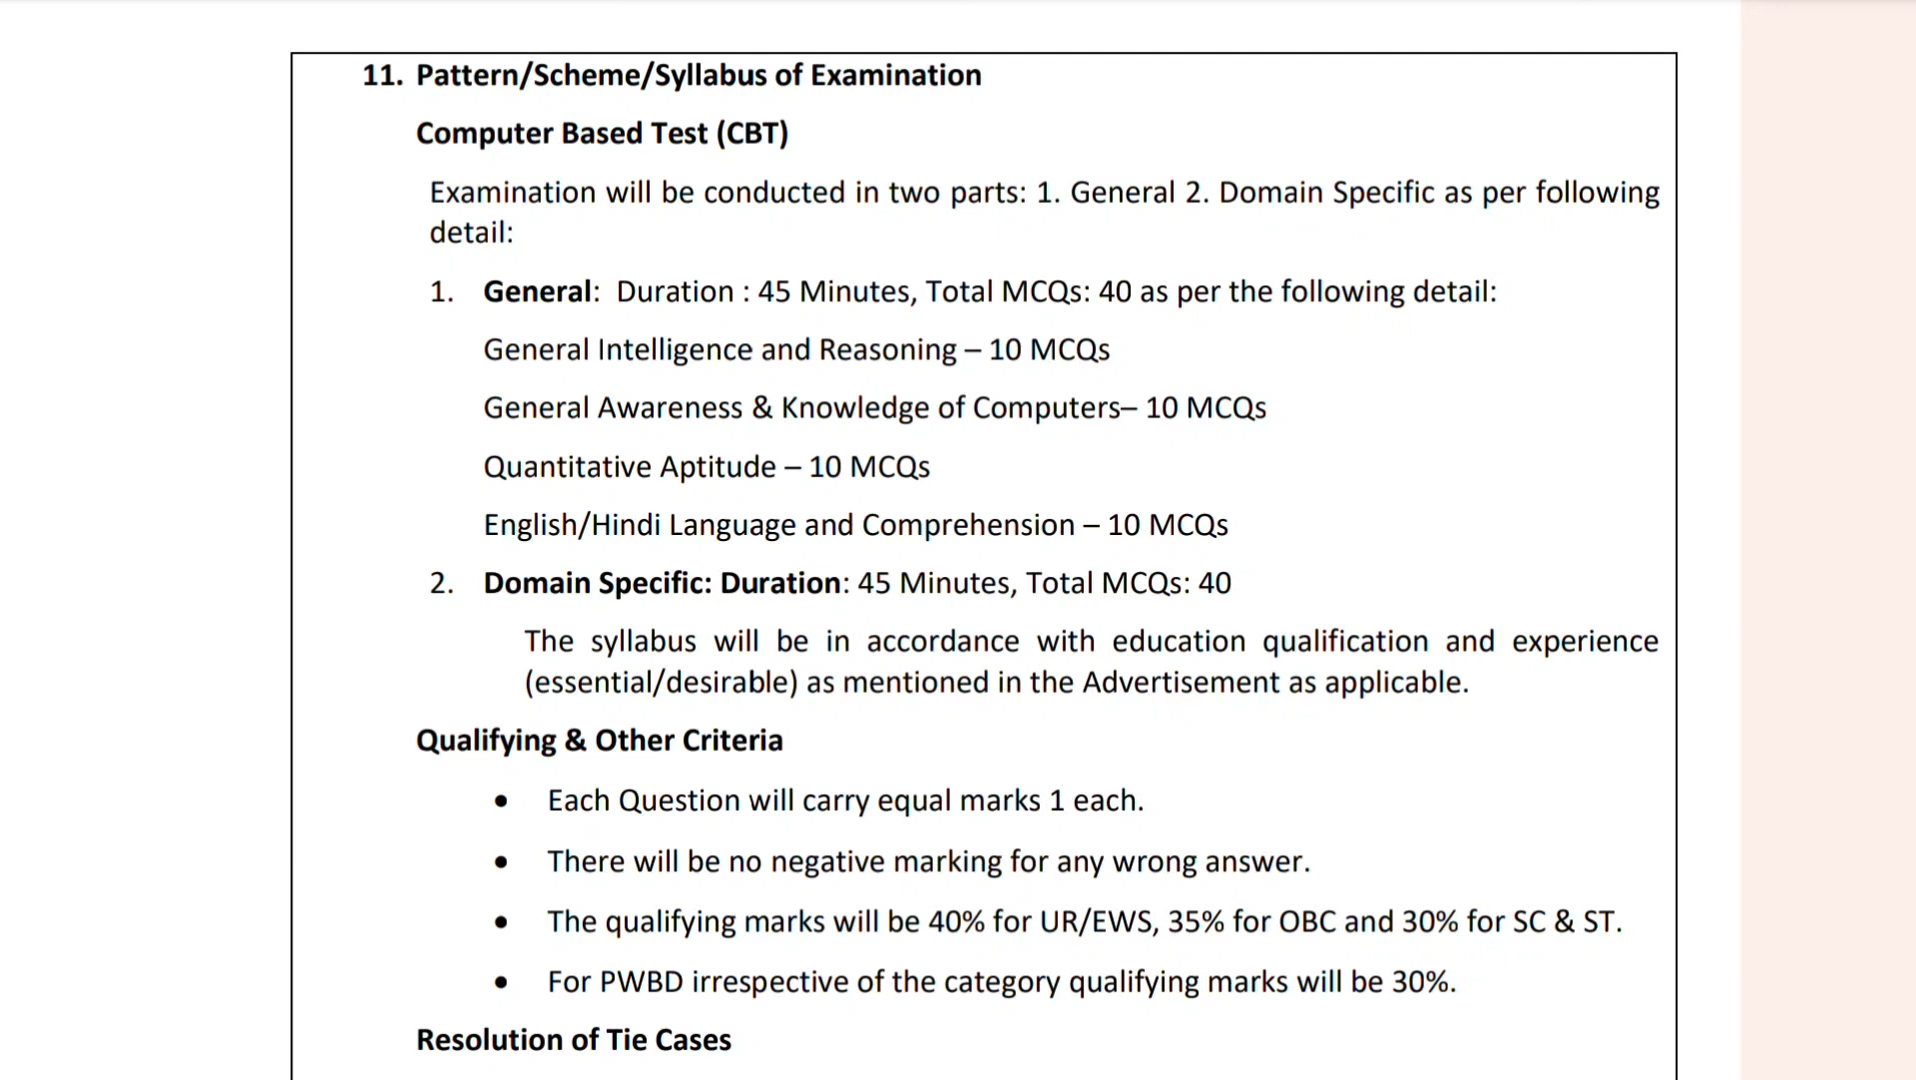 11. Pattern/Scheme/Syllabus of Examination
Computer Based Test (CBT)
Examination will be conducted in two parts: 1. General 2. Domain Specific as per following
detail:
1. General: Duration : 45 Minutes, Total MCQs: 40 as per the following detail:
General Intelligence and Reasoning – 10 MCQs
General Awareness & Knowledge of Computers– 10 MCQs
Quantitative Aptitude – 10 MCQs
English/Hindi Language and Comprehension – 10 MCQs
2. Domain Specific: Duration: 45 Minutes, Total MCQs: 40
The syllabus will be in accordance with education qualification and experience
(essential/desirable) as mentioned in the Advertisement as applicable.
Qualifying & Other Criteria
• Each Question will carry equal marks 1 each.
• There will be no negative marking for any wrong answer.
• The qualifying marks will be 40% for UR/EWS, 35% for OBC and 30% for SC & ST.
• For PWBD irrespective of the category qualifying marks will be 30%.
Resolution of Tie Cases